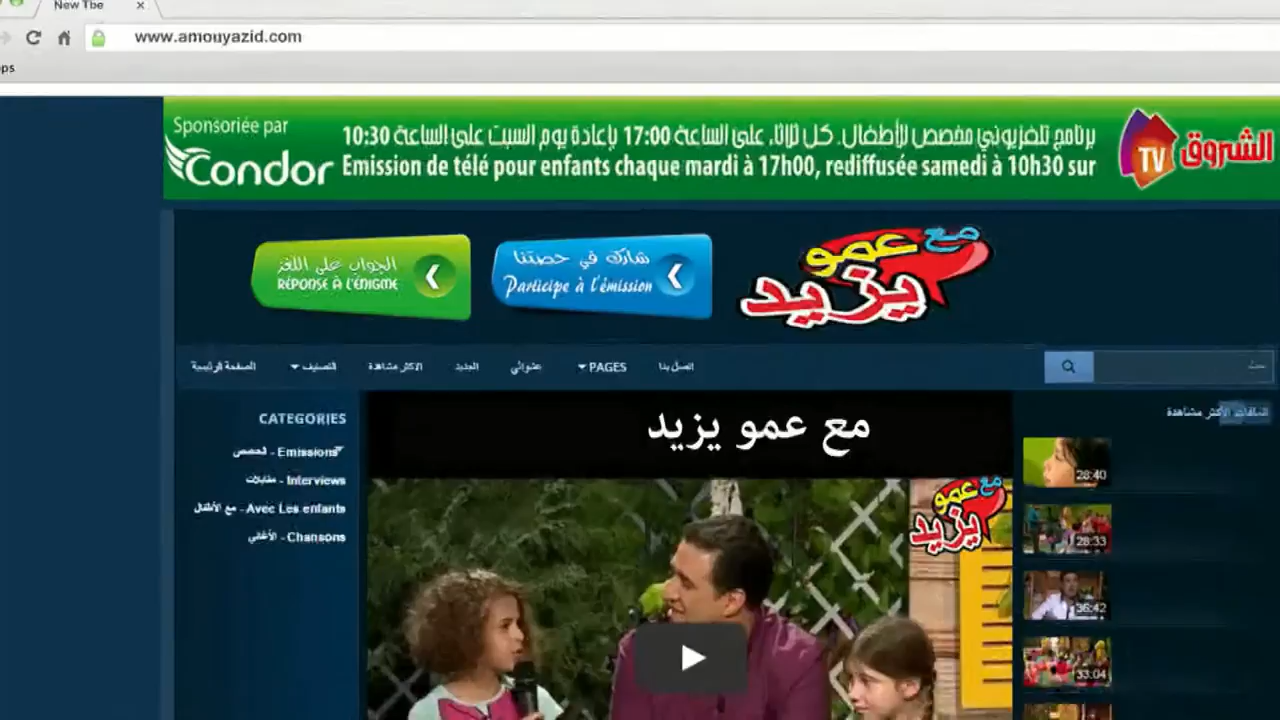 New Tbe
www.amouyazid.com
ps
Sponsoriée par
Condor
برنامج تلفزيوني مخصص للأطفال. كل ثلاثاء على الساعة 17:00 بإعادة يوم السبت على الساعة 10:30
Emission de télé pour enfants chaque mardi à 17h00, rediffusée samedi à 10h30 sur
الشروق TV
الجواب على اللغز
RÉPONSE À L'ÉNIGME
شارك في حصتنا
Participe à l'émission
مع عمو
يزيد
الصفحة الرئيسية
التصنيف
الاكثر مشاهدة
الجديد
عشوائي
PAGES
اتصل بنا
بحث
CATEGORIES
Emissions - الحصص
Interviews - مقابلات
Avec Les enfants - مع الأطفال
Chansons - الأغاني
مع عمو يزيد
مع عمو
يزيد
الأكثر مشاهدة
28:40
28:33
36:42
33:04